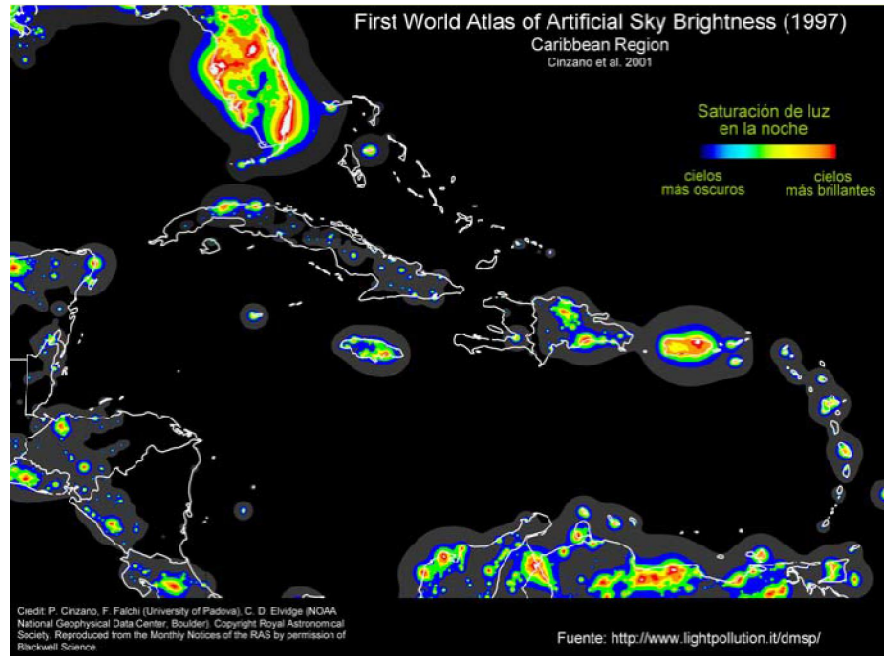 First World Atlas of Artificial Sky Brightness (1997)
Caribbean Region
Cinzano et al. 2001
Saturación de luz
en la noche
cielos
más oscuros
cielos
más brillantes
Credit: P. Cinzano, F. Falchi (University of Padova), C. D. Elvidge (NOAA
National Geophysical Data Center, Boulder). Copyright Royal Astronomical
Society. Reproduced from the Monthly Notices of the RAS by permission of
Blackwell Science.
Fuente: http://www.lightpollution.it/dmsp/